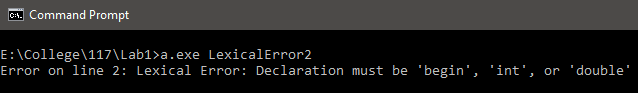 Command Prompt
E:\College\117\Lab1>a.exe LexicalError2
Error on line 2: Lexical Error: Declaration must be 'begin', 'int', or 'double'